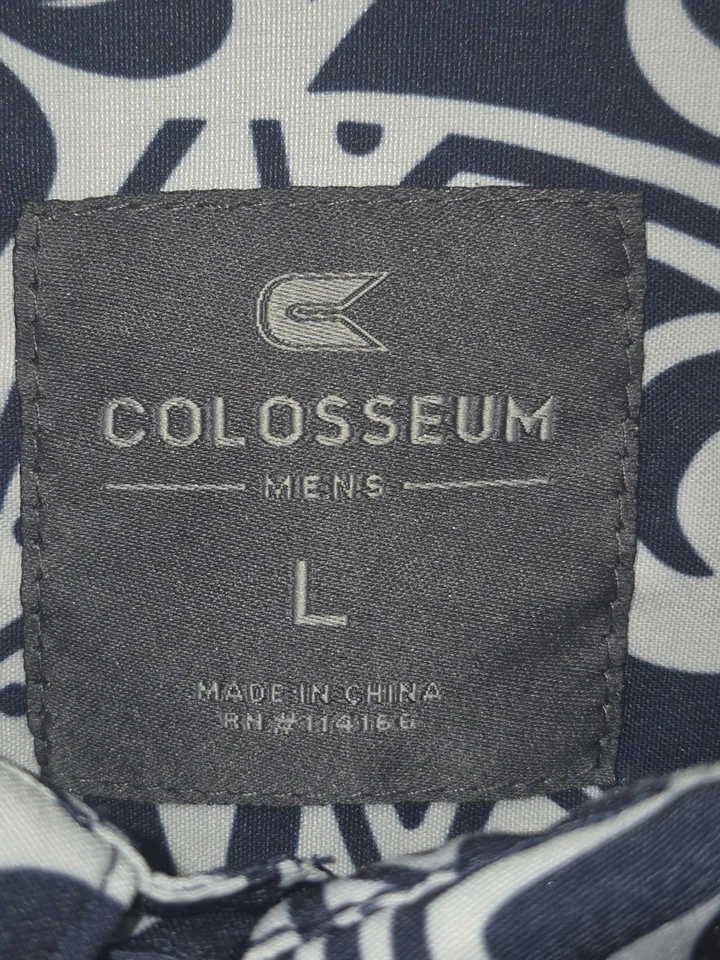 COLOSSEUM
MENS
L
MADE IN CHINA
RN#114166